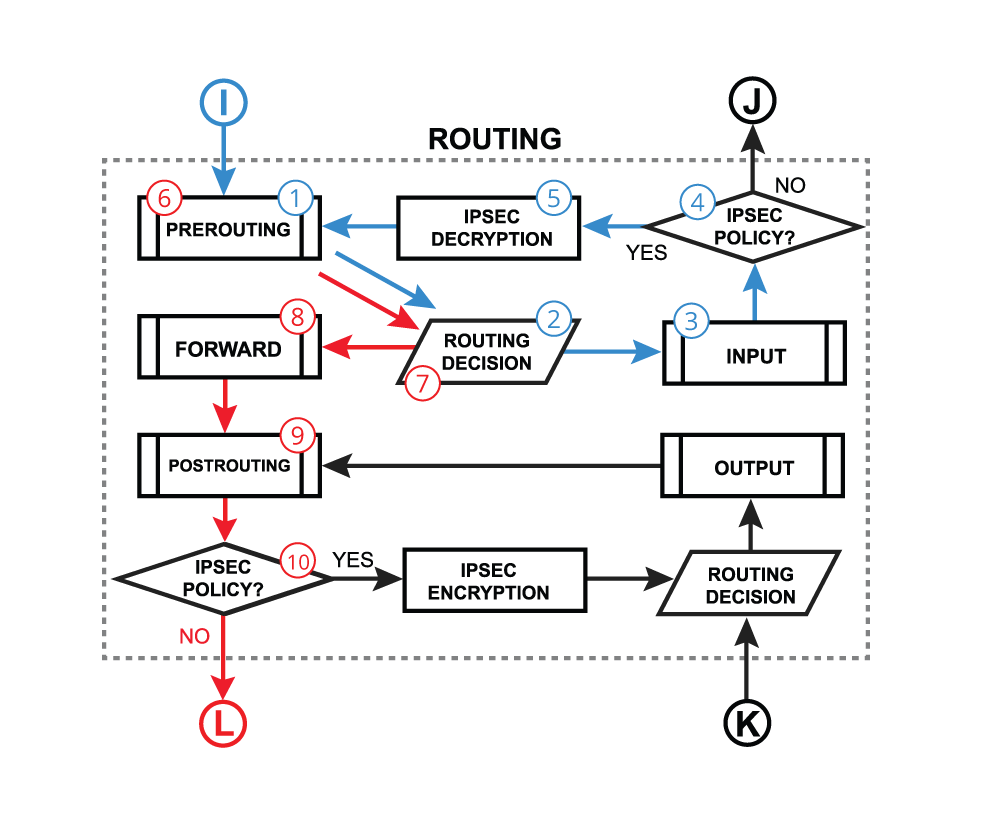 I
J
ROUTING
NO
6
1
PREROUTING
5
IPSEC
DECRYPTION
4
IPSEC
POLICY?
YES
8
FORWARD
2
ROUTING
DECISION
7
3
INPUT
9
POSTROUTING
OUTPUT
10
IPSEC
POLICY?
YES
IPSEC
ENCRYPTION
ROUTING
DECISION
NO
L
K